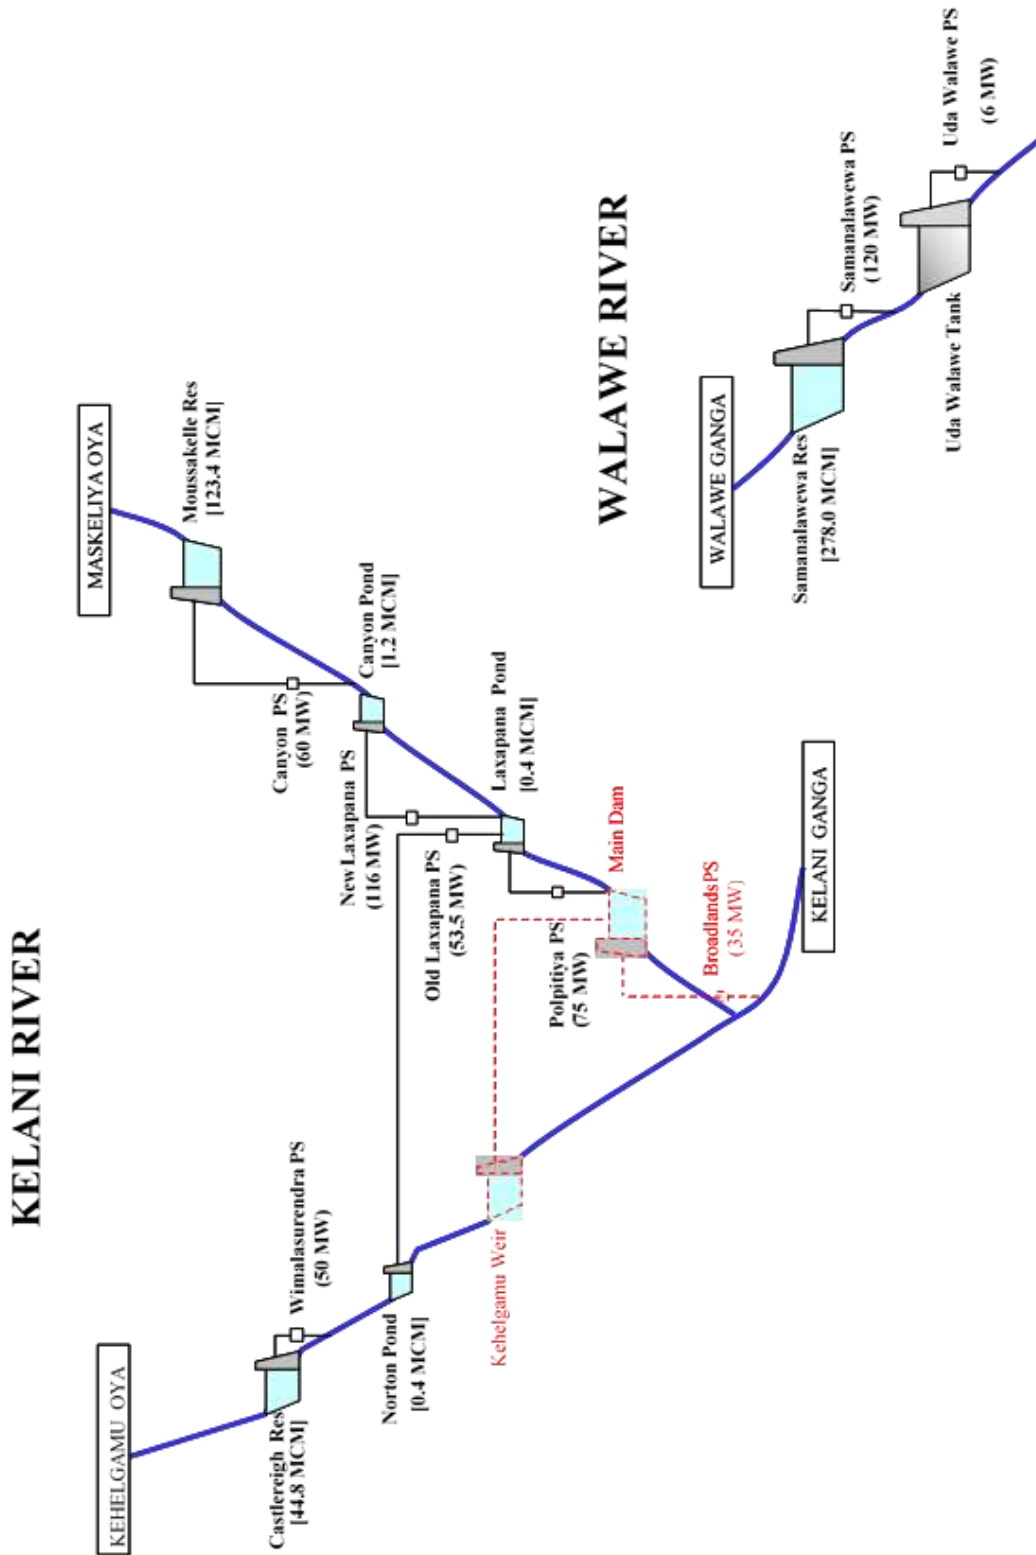 KELANI RIVER
KEHELGAMU OYA
MASKELIYA OYA
Castlereigh Res
[44.8 MCM]
Wimalasurendra PS
(50 MW)
Norton Pond
[0.4 MCM]
Kehelgamu Weir
Moussakelle Res
[123.4 MCM]
Canyon PS
(60 MW)
Canyon Pond
[1.2 MCM]
New Laxapana PS
(116 MW)
Old Laxapana PS
(53.5 MW)
Laxapana Pond
[0.4 MCM]
Polpitiya PS
(75 MW)
Main Dam
BroadlandsPS
(35 MW)
KELANI GANGA
WALAWE RIVER
WALAWE GANGA
Samanalawewa Res
[278.0 MCM]
Samanalawewa PS
(120 MW)
Uda Walawe Tank
Uda Walawe PS
(6 MW)